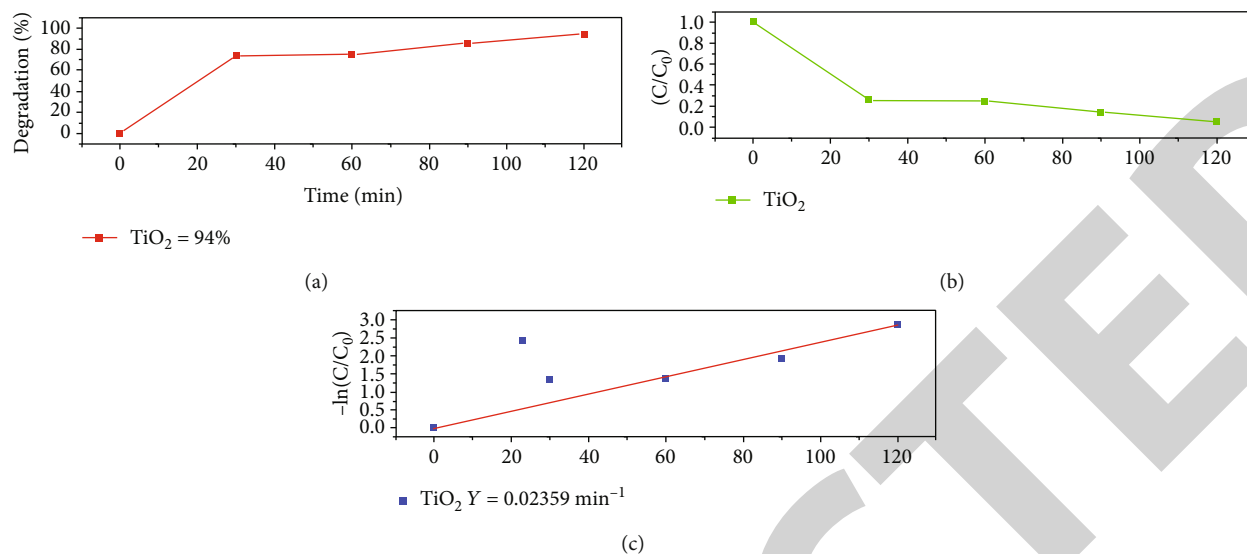 Degradation (%)
100
80
60
40
20
0
0 20 40 60 80 100 120
Time (min)
TiO₂ = 94%
(a)
(C/C₀)
1.0
0.8
0.6
0.4
0.2
0.0
0 20 40 60 80 100 120
TiO₂
(b)
–ln(C/C₀)
3.0
2.5
2.0
1.5
1.0
0.5
0.0
0 20 40 60 80 100 120
TiO₂ Y = 0.02359 min⁻¹
(c)